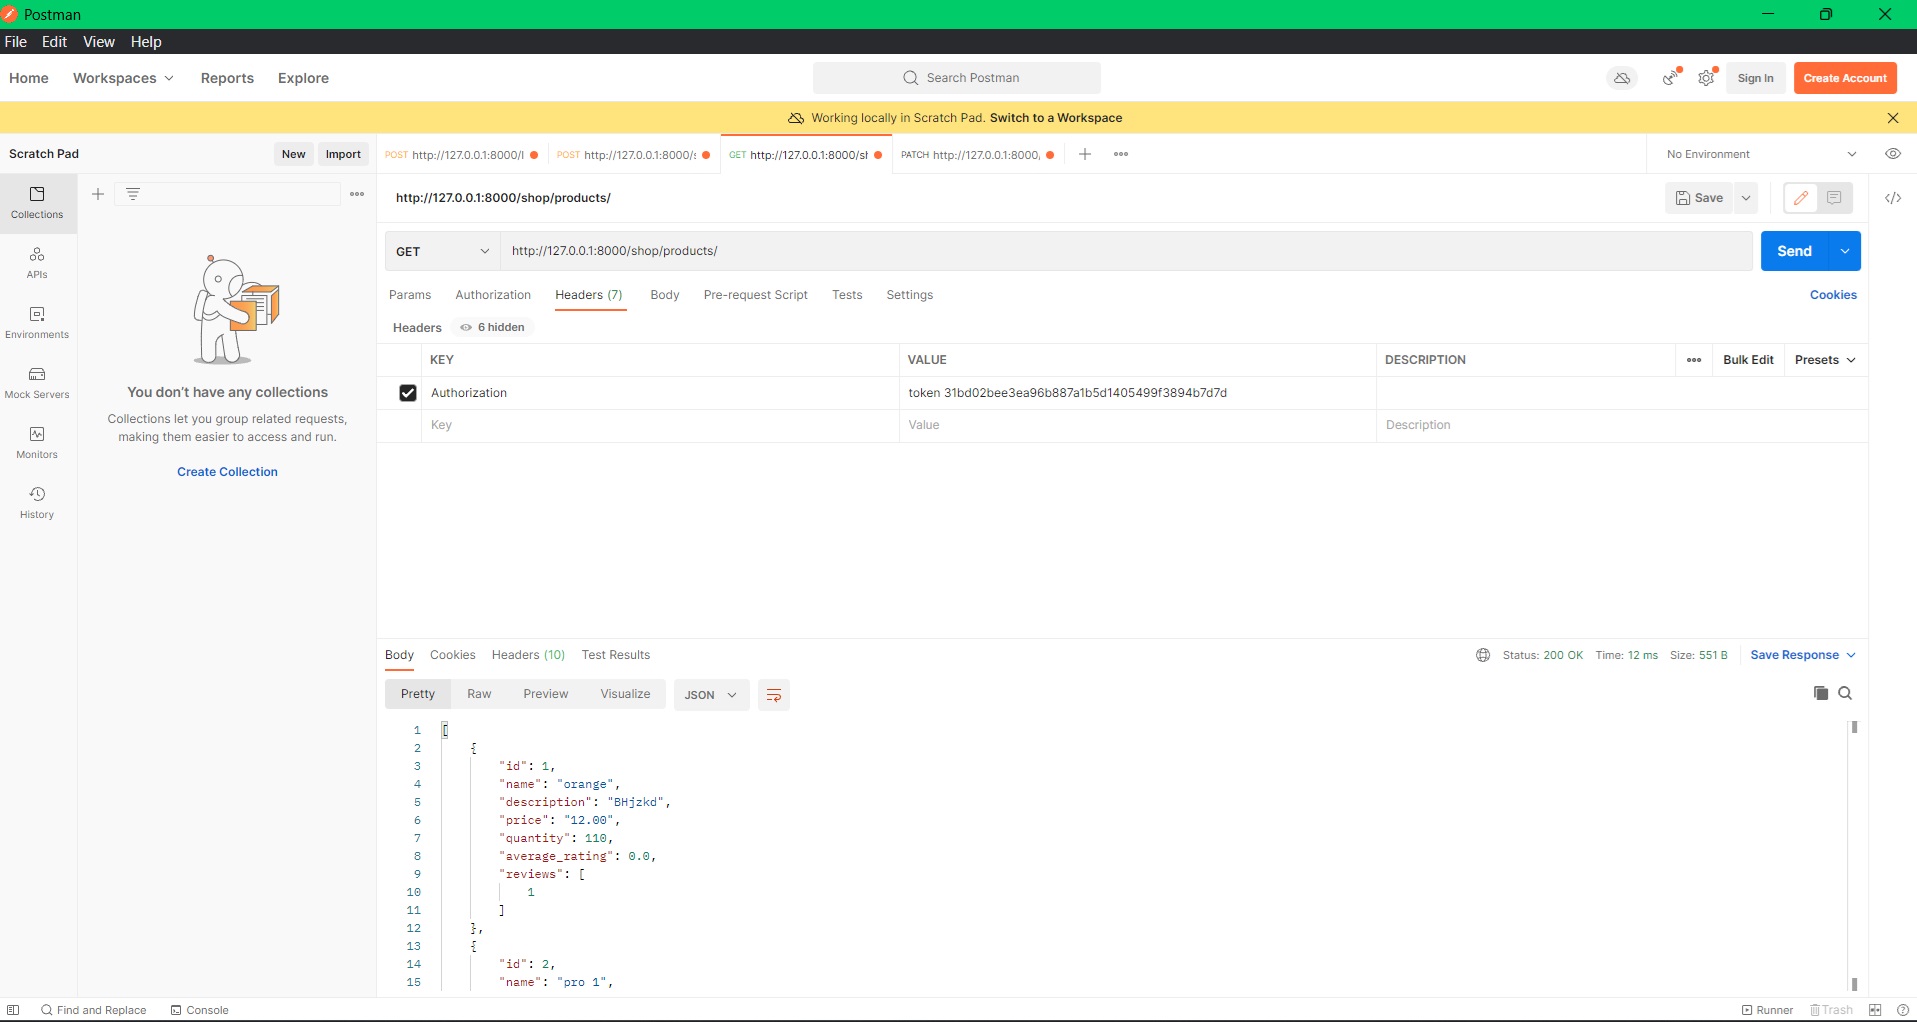 Postman
File Edit View Help
Home Workspaces Reports Explore
Search Postman
Sign In
Create Account
Working locally in Scratch Pad. Switch to a Workspace
Scratch Pad
New
Import
POST http://127.0.0.1:8000/l
POST http://127.0.0.1:8000/s
GET http://127.0.0.1:8000/sl
PATCH http://127.0.0.1:8000,
No Environment
Collections
APIs
Environments
Mock Servers
Monitors
History
You don't have any collections
Collections let you group related requests,
making them easier to access and run.
Create Collection
http://127.0.0.1:8000/shop/products/
Save
GET http://127.0.0.1:8000/shop/products/
Send
Params Authorization Headers (7) Body Pre-request Script Tests Settings
Cookies
Headers 6 hidden
KEY VALUE DESCRIPTION
Bulk Edit Presets
Authorization token 31bd02bee3ea96b887a1b5d1405499f3894b7d7d
Key Value Description
Body Cookies Headers (10) Test Results
Status: 200 OK Time: 12 ms Size: 551 B Save Response
Pretty Raw Preview Visualize JSON
1 [
2 {
3 "id": 1,
4 "name": "orange",
5 "description": "BHjzkd",
6 "price": "12.00",
7 "quantity": 110,
8 "average_rating": 0.0,
9 "reviews": [
10 1
11 ]
12 },
13 {
14 "id": 2,
15 "name": "pro 1",
Find and Replace Console
Runner Trash